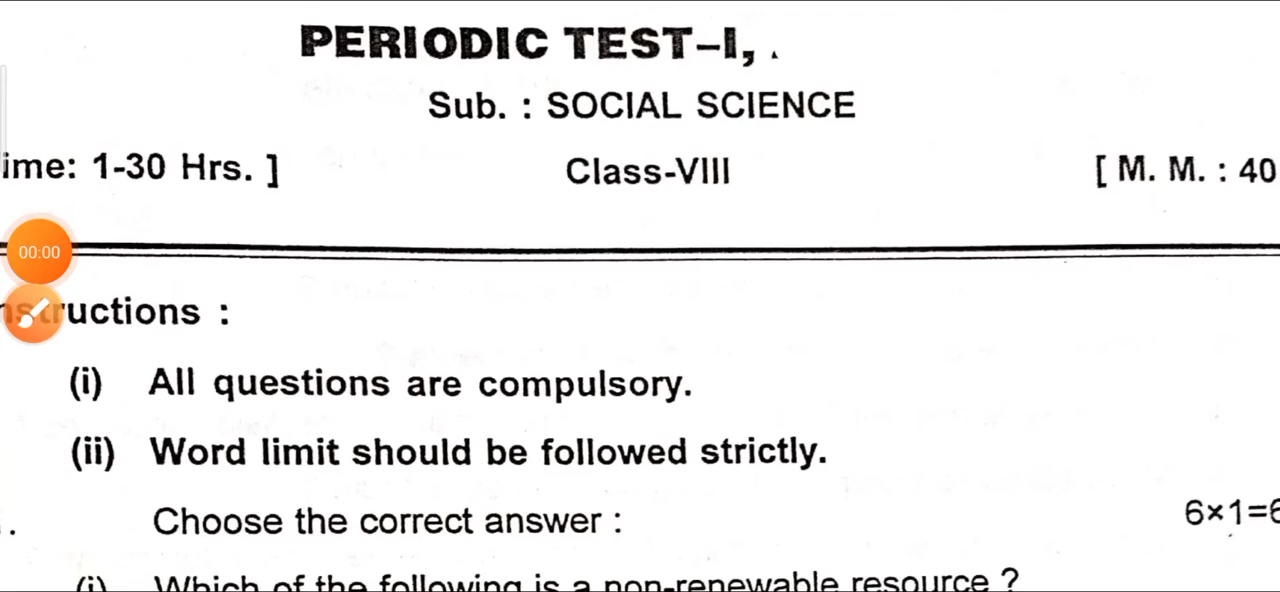 PERIODIC TEST-I, .
Sub. : SOCIAL SCIENCE
ime: 1-30 Hrs. ] Class-VIII [ M. M. : 40
00:00
nstructions :
(i) All questions are compulsory.
(ii) Word limit should be followed strictly.
. Choose the correct answer : 6×1=6
(i) Which of the following is a non-renewable resource ?